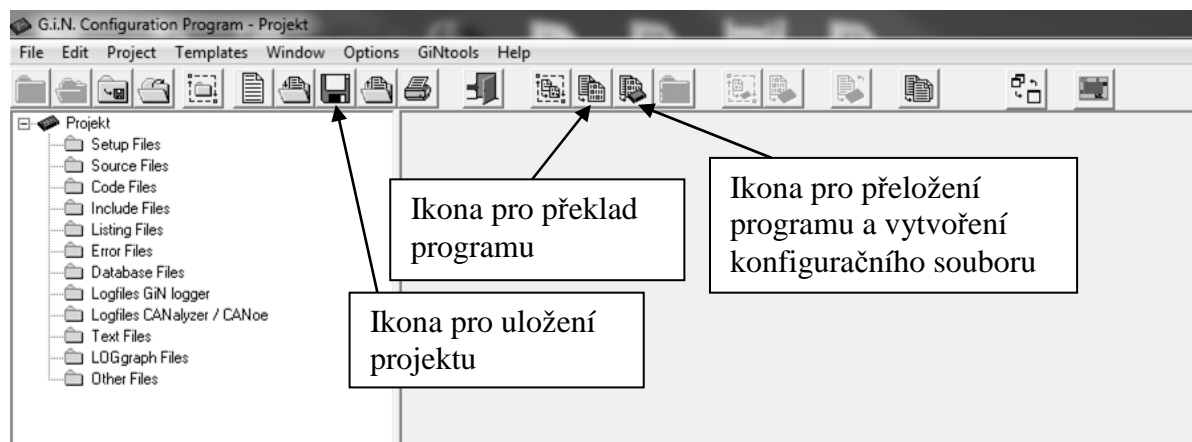 G.i.N. Configuration Program - Projekt
File Edit Project Templates Window Options GiNtools Help
Projekt
Setup Files
Source Files
Code Files
Include Files
Listing Files
Error Files
Database Files
Logfiles GiN logger
Logfiles CANalyzer / CANoe
Text Files
LOGgraph Files
Other Files
Ikona pro překlad
programu
Ikona pro přeložení
programu a vytvoření
konfiguračního souboru
Ikona pro uložení
projektu